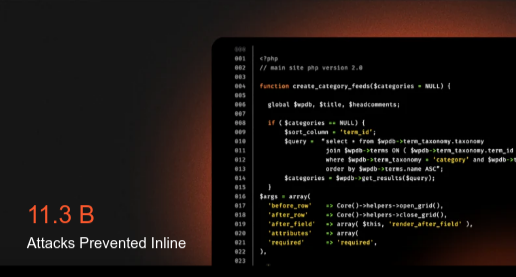 000
001 <?php
002 // main site php version 2.0
003
004 function create_category_feeds($categories = NULL) {
005
006 global $wpdb, $title, $headcomments;
007
008 if ( $categories == NULL) {
009 $sort_column = 'term_id';
010 $query = "select * from $wpdb->term_taxonomy.taxonomy
011 join $wpdb->terms ON ( $wpdb->term_taxonomy.term_id
012 where $wpdb->term_taxonomy = 'category' and $wpdb->t
013 order by $wpdb->terms.name ASC";
014 $categories = $wpdb->get_results($query);
015 }
016 $args = array(
017 'before_row' => Core()->helpers->open_grid(),
018 'after_row' => Core()->helpers->close_grid(),
019 'after_field' => array( $this, 'render_after_field' ),
020 'attributes' => array(
021 'required' => 'required',
022 ),
023
11.3 B
Attacks Prevented Inline